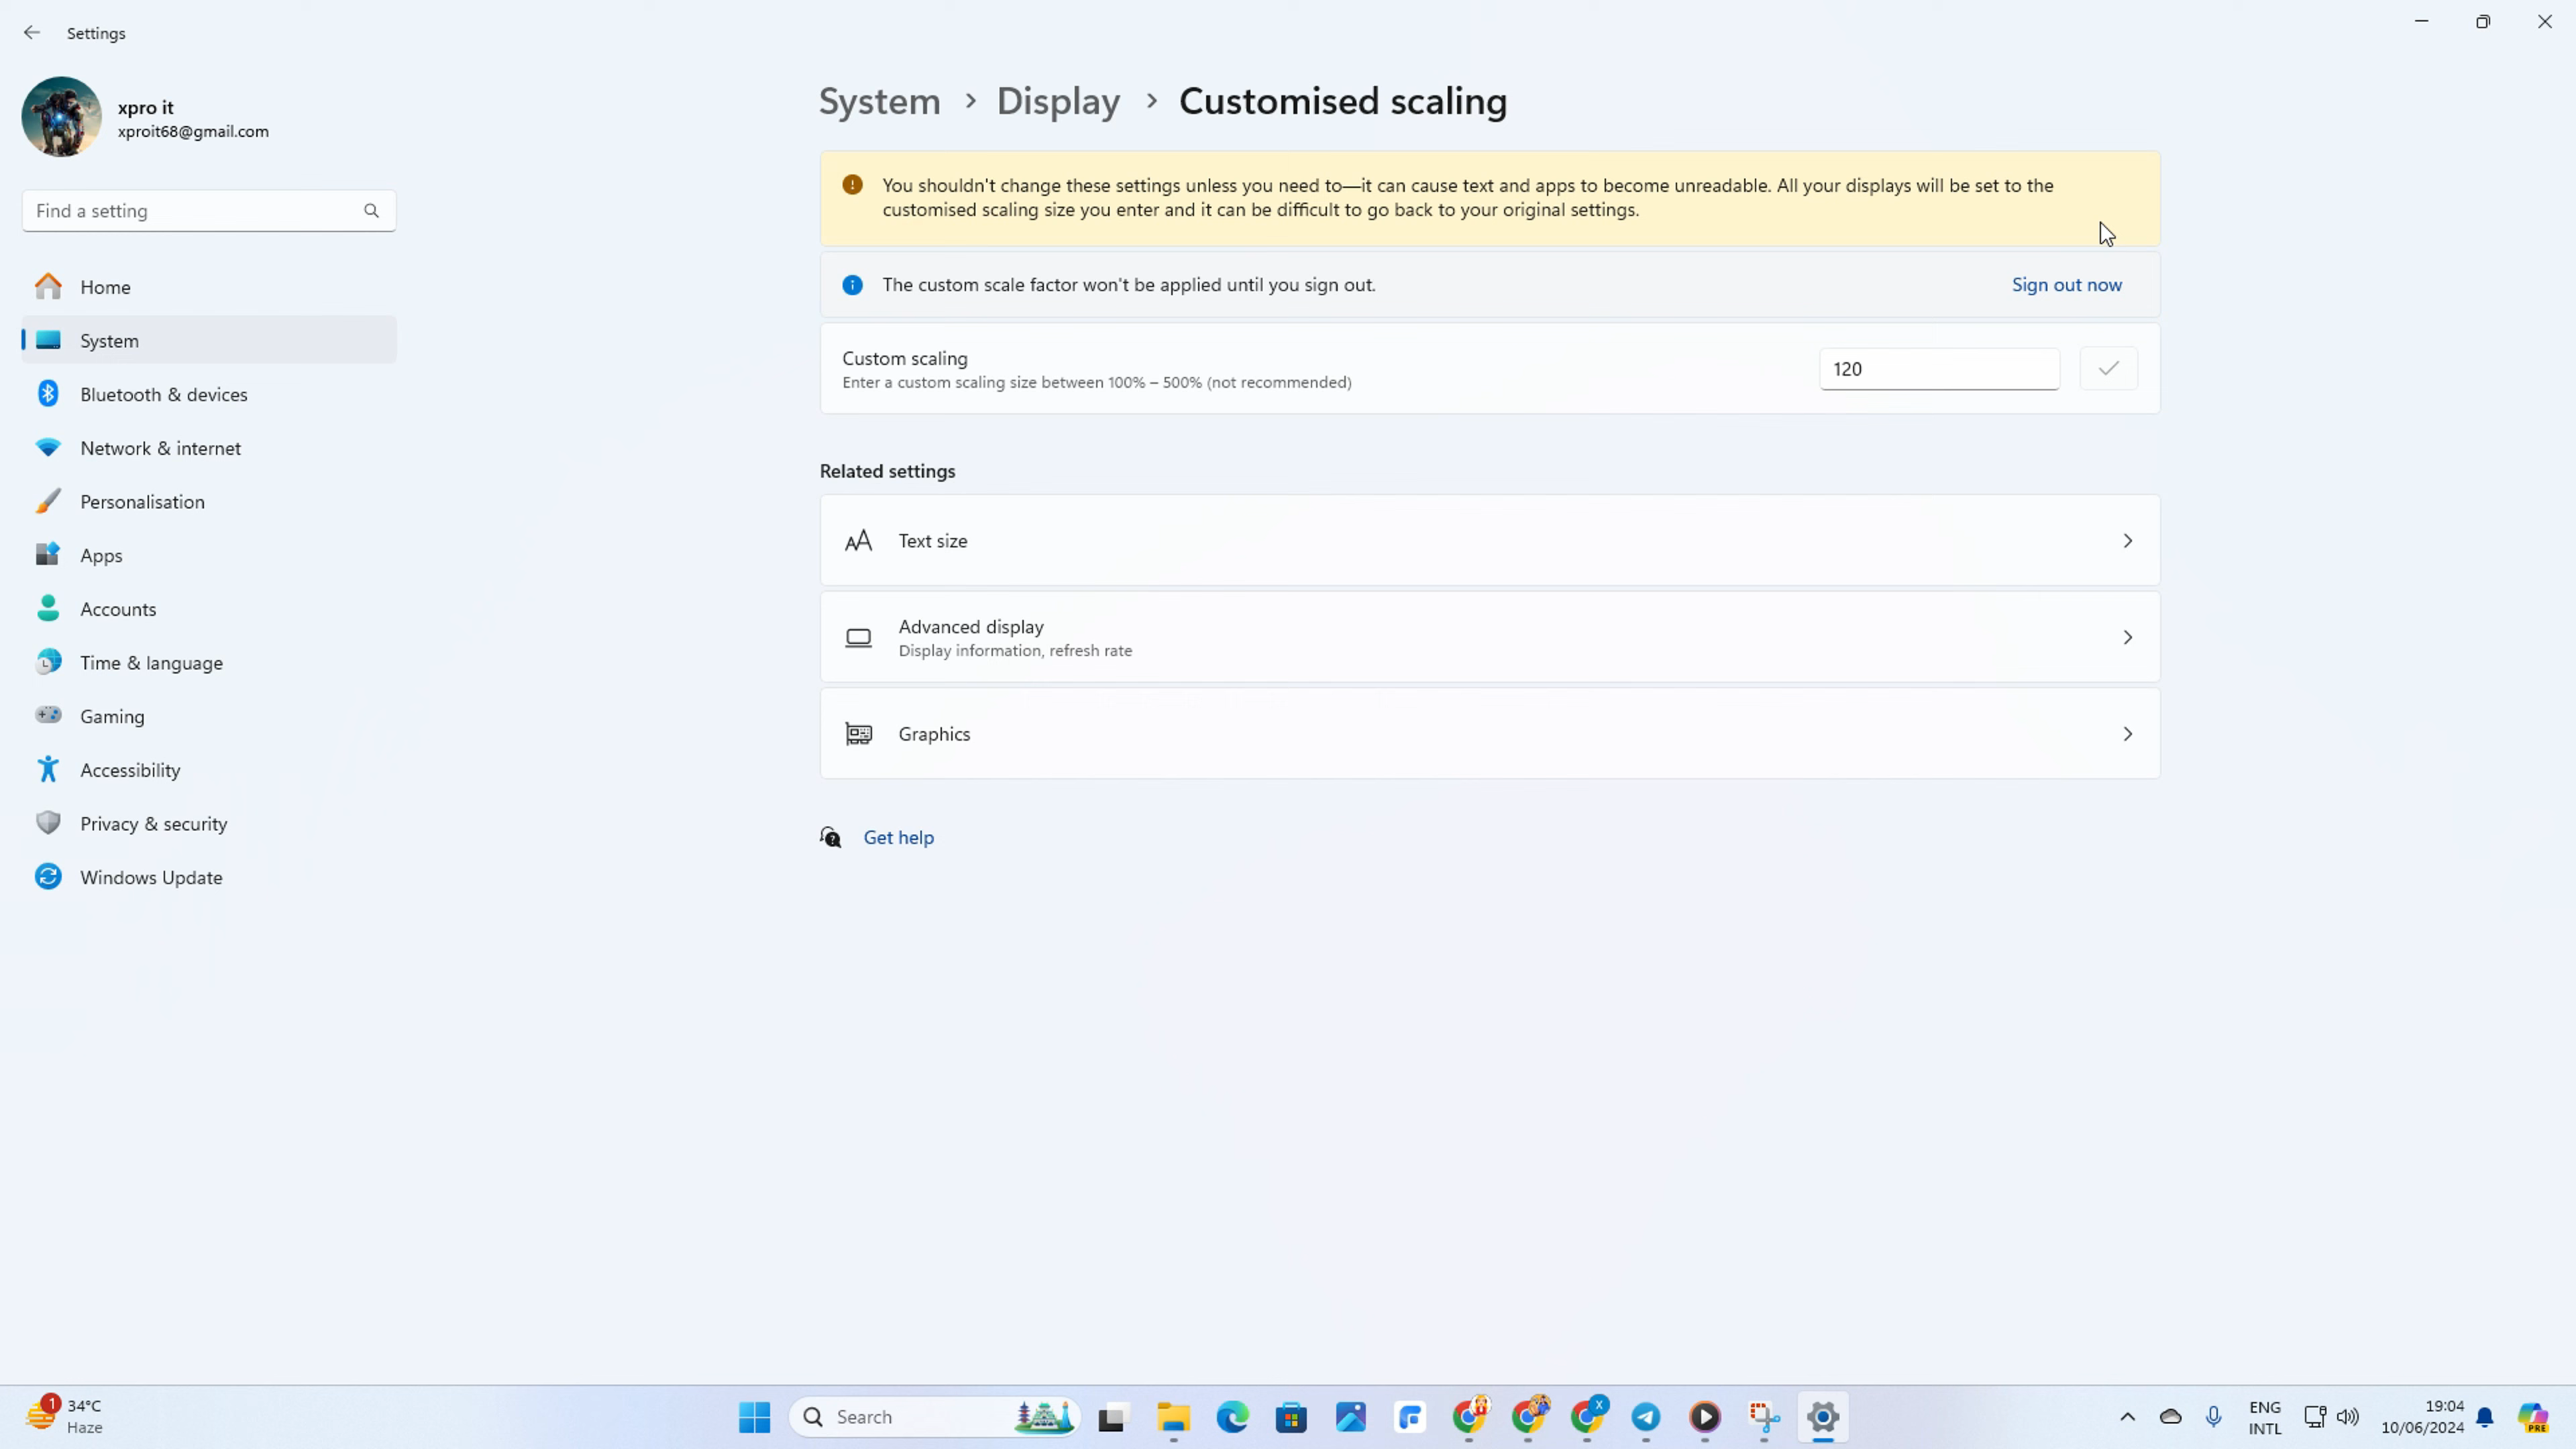 Settings
xpro it
xproit68@gmail.com
Find a setting
Home
System
Bluetooth & devices
Network & internet
Personalisation
Apps
Accounts
Time & language
Gaming
Accessibility
Privacy & security
Windows Update
System > Display > Customised scaling
You shouldn't change these settings unless you need to—it can cause text and apps to become unreadable. All your displays will be set to the
customised scaling size you enter and it can be difficult to go back to your original settings.
The custom scale factor won't be applied until you sign out. Sign out now
Custom scaling
Enter a custom scaling size between 100% – 500% (not recommended)
120
Related settings
Text size
Advanced display
Display information, refresh rate
Graphics
Get help
1
34°C
Haze
Search
X
ENG
INTL
19:04
10/06/2024
PRE